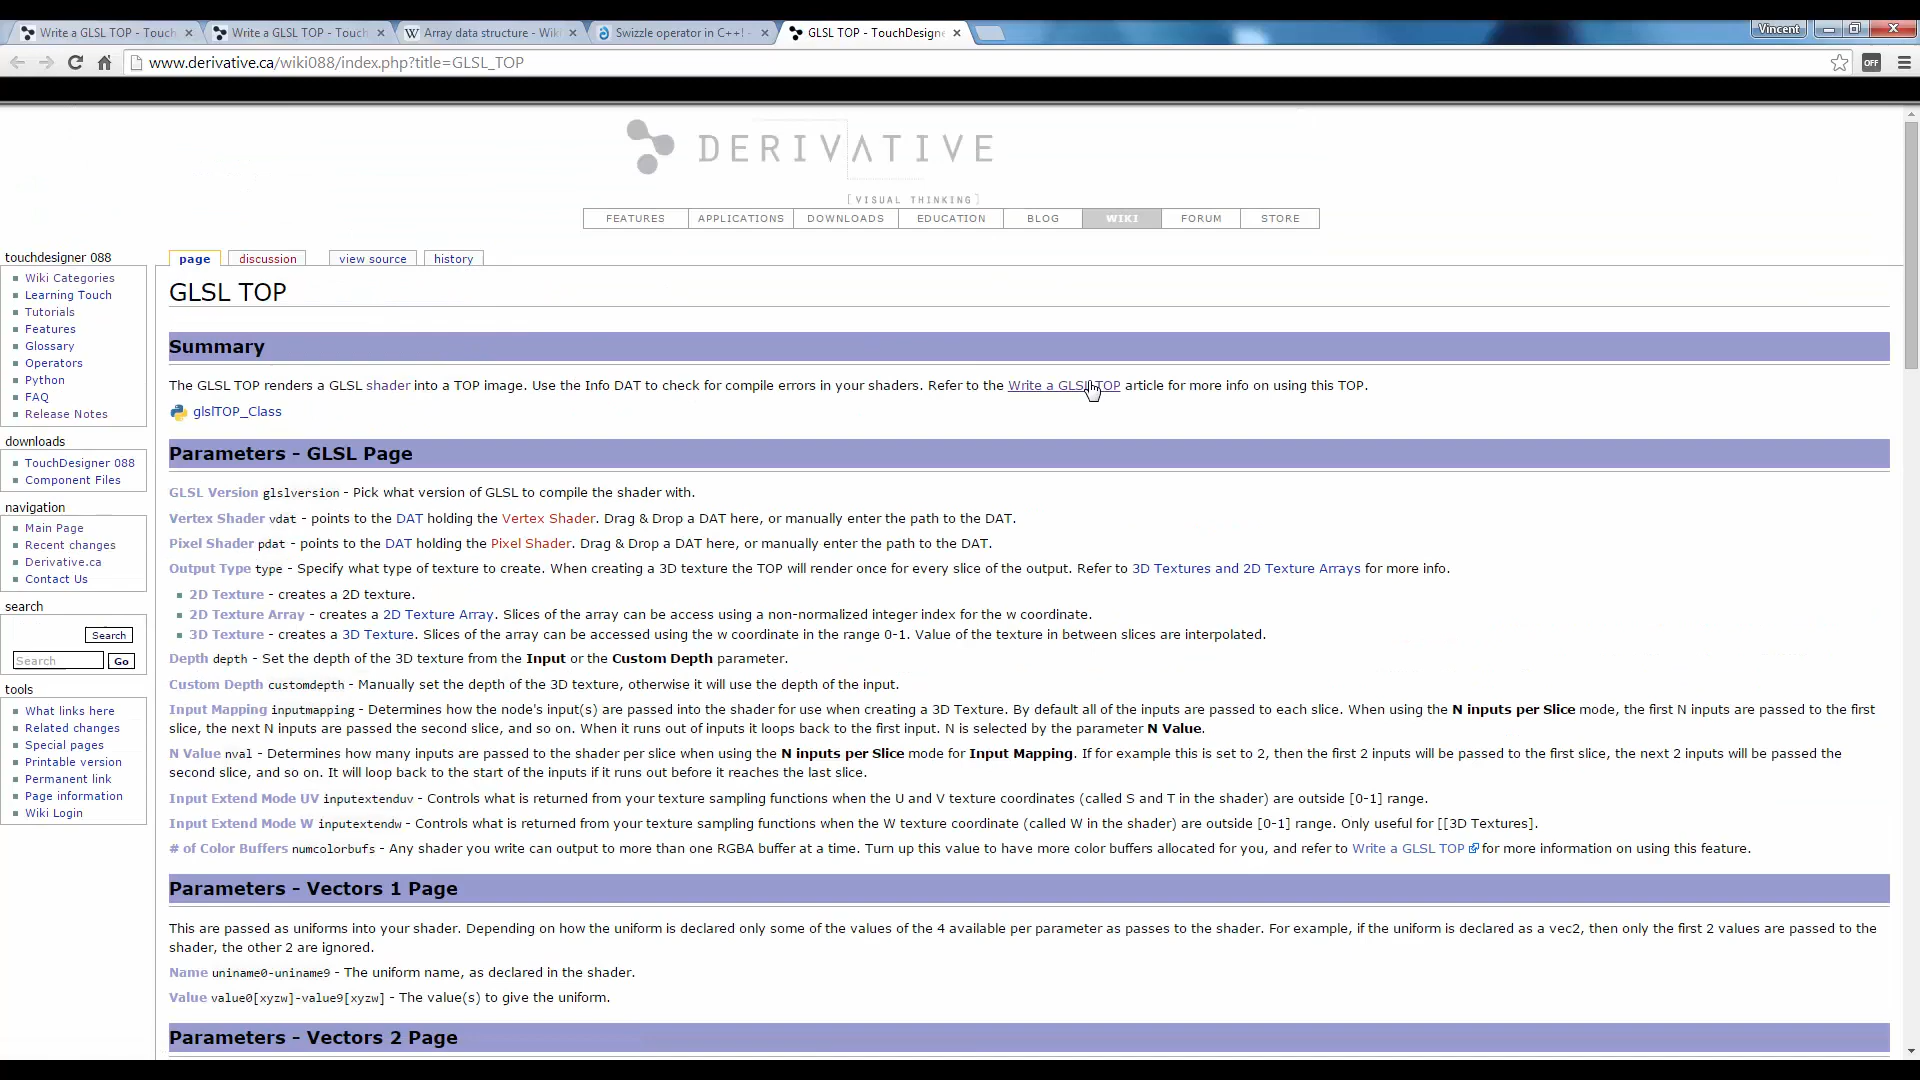 Write a GLSL TOP - Touch
Write a GLSL TOP - Touch
Array data structure - Wiki
Swizzle operator in C++! -
GLSL TOP - TouchDesigne
Vincent
www.derivative.ca/wiki088/index.php?title=GLSL_TOP
OFF
DERIVATIVE
[VISUAL THINKING]
FEATURES APPLICATIONS DOWNLOADS EDUCATION BLOG WIKI FORUM STORE
touchdesigner 088
Wiki Categories
Learning Touch
Tutorials
Features
Glossary
Operators
Python
FAQ
Release Notes
downloads
TouchDesigner 088
Component Files
navigation
Main Page
Recent changes
Derivative.ca
Contact Us
search
Search
Search Go
tools
What links here
Related changes
Special pages
Printable version
Permanent link
Page information
Wiki Login
page discussion view source history
GLSL TOP
Summary
The GLSL TOP renders a GLSL shader into a TOP image. Use the Info DAT to check for compile errors in your shaders. Refer to the Write a GLSL TOP article for more info on using this TOP.
glslTOP_Class
Parameters - GLSL Page
GLSL Version glslversion - Pick what version of GLSL to compile the shader with.
Vertex Shader vdat - points to the DAT holding the Vertex Shader. Drag & Drop a DAT here, or manually enter the path to the DAT.
Pixel Shader pdat - points to the DAT holding the Pixel Shader. Drag & Drop a DAT here, or manually enter the path to the DAT.
Output Type type - Specify what type of texture to create. When creating a 3D texture the TOP will render once for every slice of the output. Refer to 3D Textures and 2D Texture Arrays for more info.
2D Texture - creates a 2D texture.
2D Texture Array - creates a 2D Texture Array. Slices of the array can be access using a non-normalized integer index for the w coordinate.
3D Texture - creates a 3D Texture. Slices of the array can be accessed using the w coordinate in the range 0-1. Value of the texture in between slices are interpolated.
Depth depth - Set the depth of the 3D texture from the Input or the Custom Depth parameter.
Custom Depth customdepth - Manually set the depth of the 3D texture, otherwise it will use the depth of the input.
Input Mapping inputmapping - Determines how the node's input(s) are passed into the shader for use when creating a 3D Texture. By default all of the inputs are passed to each slice. When using the N inputs per Slice mode, the first N inputs are passed to the first
slice, the next N inputs are passed the second slice, and so on. When it runs out of inputs it loops back to the first input. N is selected by the parameter N Value.
N Value nval - Determines how many inputs are passed to the shader per slice when using the N inputs per Slice mode for Input Mapping. If for example this is set to 2, then the first 2 inputs will be passed to the first slice, the next 2 inputs will be passed the
second slice, and so on. It will loop back to the start of the inputs if it runs out before it reaches the last slice.
Input Extend Mode UV inputextenduv - Controls what is returned from your texture sampling functions when the U and V texture coordinates (called S and T in the shader) are outside [0-1] range.
Input Extend Mode W inputextendw - Controls what is returned from your texture sampling functions when the W texture coordinate (called W in the shader) are outside [0-1] range. Only useful for [[3D Textures].
# of Color Buffers numcolorbufs - Any shader you write can output to more than one RGBA buffer at a time. Turn up this value to have more color buffers allocated for you, and refer to Write a GLSL TOP for more information on using this feature.
Parameters - Vectors 1 Page
This are passed as uniforms into your shader. Depending on how the uniform is declared only some of the values of the 4 available per parameter as passes to the shader. For example, if the uniform is declared as a vec2, then only the first 2 values are passed to the
shader, the other 2 are ignored.
Name uniname0-uniname9 - The uniform name, as declared in the shader.
Value value0[xyzw]-value9[xyzw] - The value(s) to give the uniform.
Parameters - Vectors 2 Page